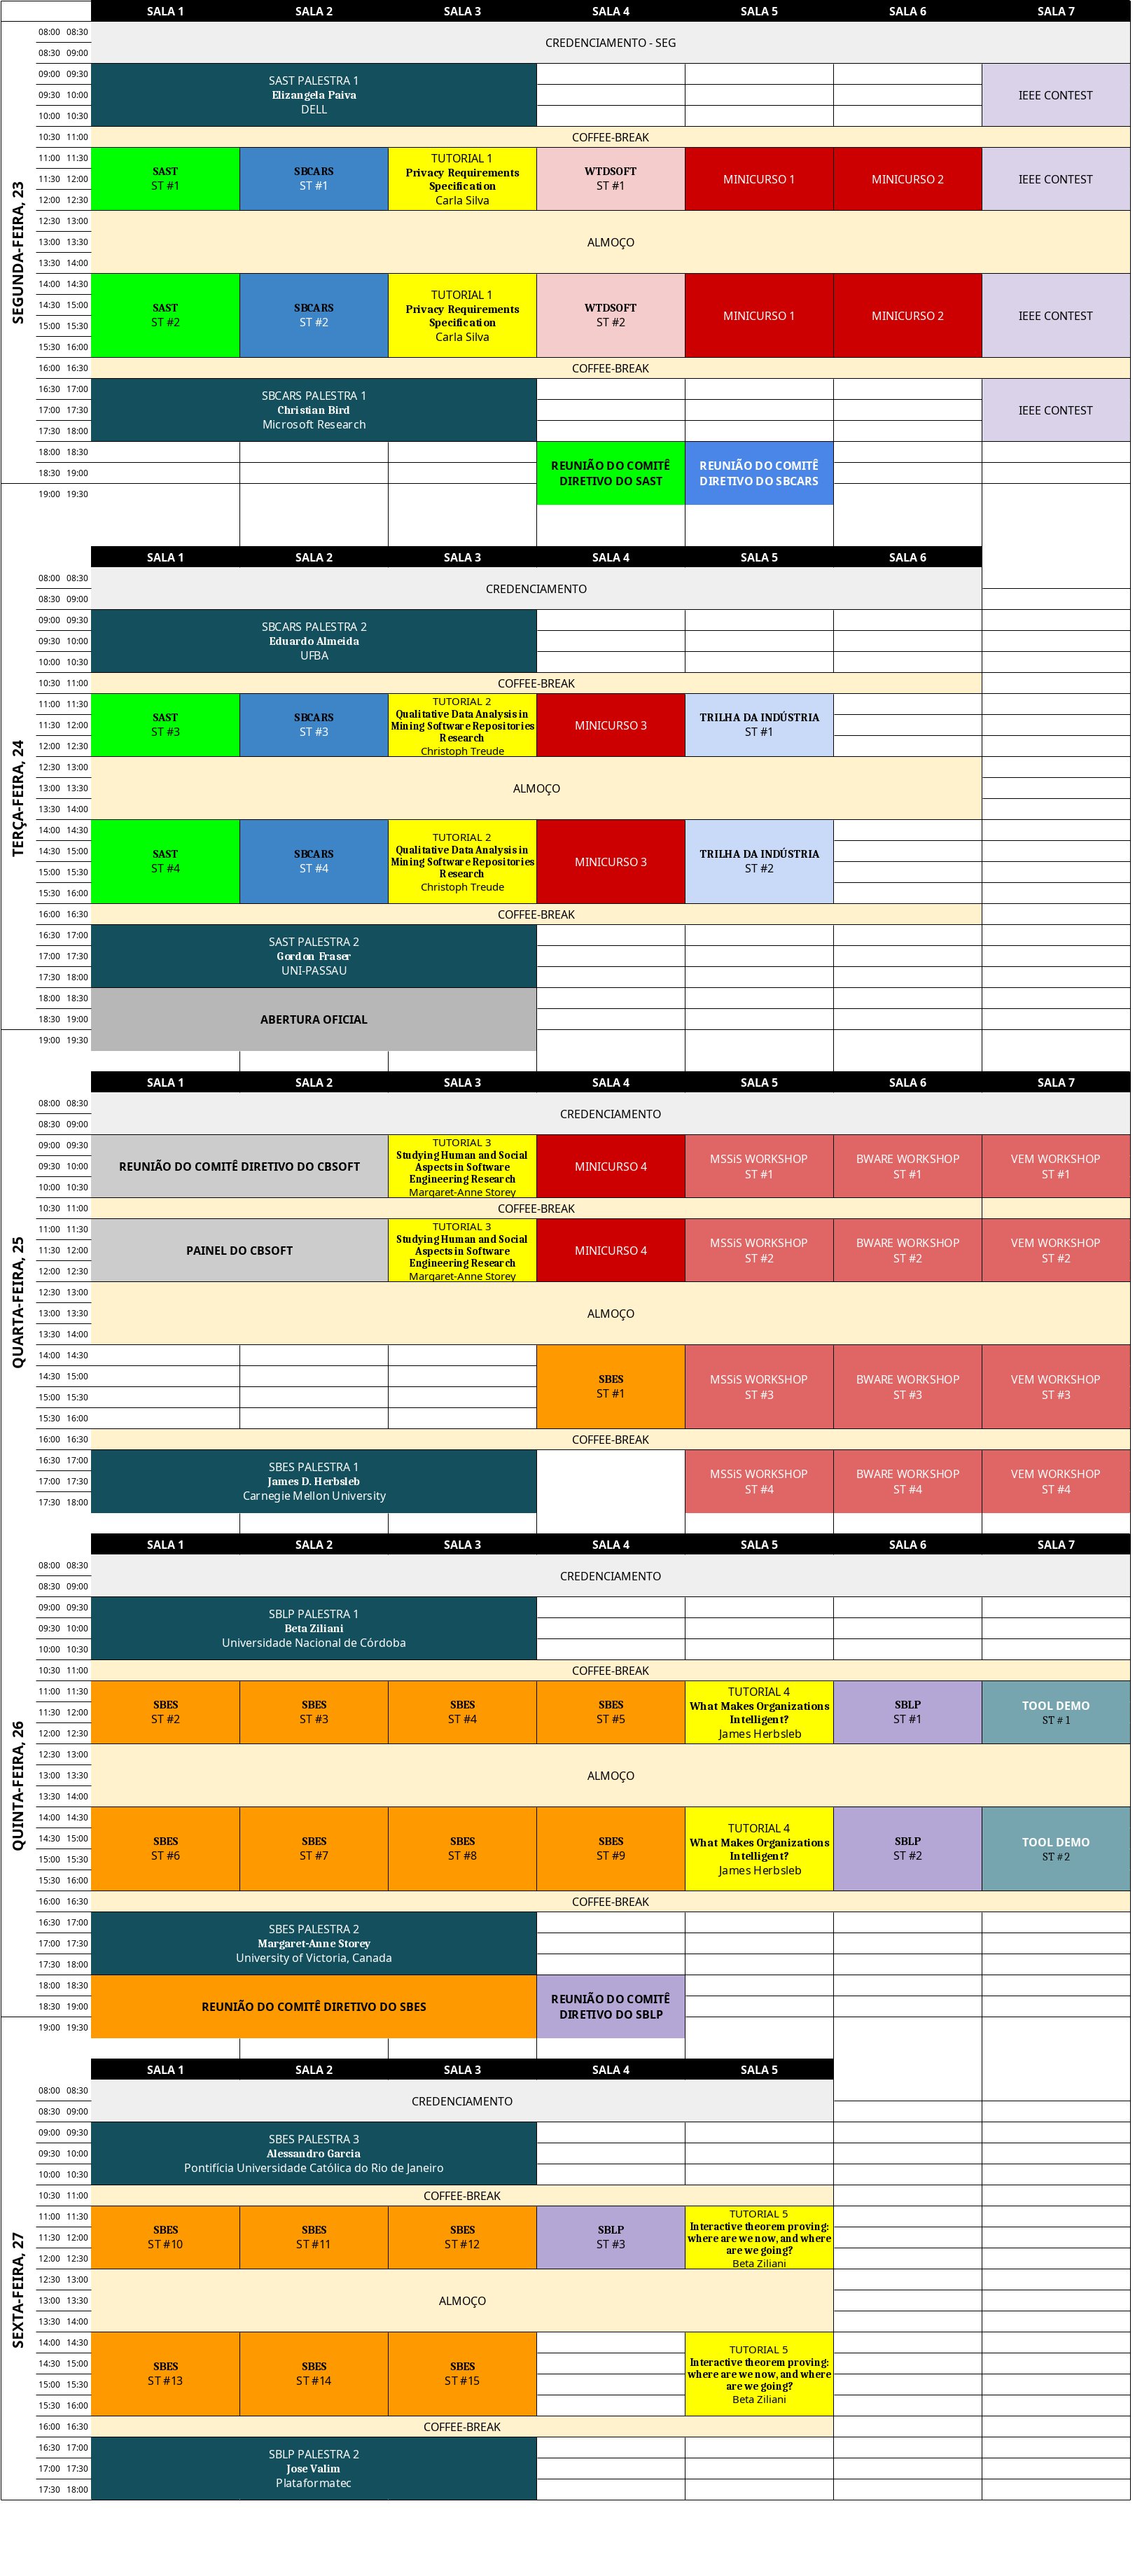 SALA 1 SALA 2 SALA 3 SALA 4 SALA 5 SALA 6 SALA 7
SEGUNDA-FEIRA, 23
08:00 08:30
CREDENCIAMENTO - SEG
08:30 09:00
09:00 09:30
SAST PALESTRA 1
09:30 10:00
Elizangela Paiva
IEEE CONTEST
DELL
10:00 10:30
10:30 11:00
COFFEE-BREAK
11:00 11:30
11:30 12:00
12:00 12:30
SAST
ST #1
SBCARS
ST #1
TUTORIAL 1
Privacy Requirements
Specification
Carla Silva
WTDSOFT
ST #1
MINICURSO 1
MINICURSO 2
IEEE CONTEST
12:30 13:00
13:00 13:30
ALMOÇO
13:30 14:00
14:00 14:30
14:30 15:00
15:00 15:30
15:30 16:00
SAST
ST #2
SBCARS
ST #2
TUTORIAL 1
Privacy Requirements
Specification
Carla Silva
WTDSOFT
ST #2
MINICURSO 1
MINICURSO 2
IEEE CONTEST
16:00 16:30
COFFEE-BREAK
16:30 17:00
17:00 17:30
17:30 18:00
SBCARS PALESTRA 1
Christian Bird
Microsoft Research
IEEE CONTEST
18:00 18:30
18:30 19:00
REUNIÃO DO COMITÊ
DIRETIVO DO SAST
REUNIÃO DO COMITÊ
DIRETIVO DO SBCARS
19:00 19:30
SALA 1 SALA 2 SALA 3 SALA 4 SALA 5 SALA 6
TERÇA-FEIRA, 24
08:00 08:30
CREDENCIAMENTO
08:30 09:00
09:00 09:30
09:30 10:00
10:00 10:30
SBCARS PALESTRA 2
Eduardo Almeida
UFBA
10:30 11:00
COFFEE-BREAK
11:00 11:30
11:30 12:00
12:00 12:30
SAST
ST #3
SBCARS
ST #3
TUTORIAL 2
Qualitative Data Analysis in
Mining Software Repositories
Research
Christoph Treude
MINICURSO 3
TRILHA DA INDÚSTRIA
ST #1
12:30 13:00
13:00 13:30
ALMOÇO
13:30 14:00
14:00 14:30
14:30 15:00
15:00 15:30
15:30 16:00
SAST
ST #4
SBCARS
ST #4
TUTORIAL 2
Qualitative Data Analysis in
Mining Software Repositories
Research
Christoph Treude
MINICURSO 3
TRILHA DA INDÚSTRIA
ST #2
16:00 16:30
COFFEE-BREAK
16:30 17:00
17:00 17:30
17:30 18:00
SAST PALESTRA 2
Gordon Fraser
UNI-PASSAU
18:00 18:30
18:30 19:00
ABERTURA OFICIAL
19:00 19:30
SALA 1 SALA 2 SALA 3 SALA 4 SALA 5 SALA 6 SALA 7
QUARTA-FEIRA, 25
08:00 08:30
CREDENCIAMENTO
08:30 09:00
09:00 09:30
09:30 10:00
10:00 10:30
REUNIÃO DO COMITÊ DIRETIVO DO CBSOFT
TUTORIAL 3
Studying Human and Social
Aspects in Software
Engineering Research
Margaret-Anne Storey
MINICURSO 4
MSSiS WORKSHOP
ST #1
BWARE WORKSHOP
ST #1
VEM WORKSHOP
ST #1
10:30 11:00
COFFEE-BREAK
11:00 11:30
11:30 12:00
12:00 12:30
PAINEL DO CBSOFT
TUTORIAL 3
Studying Human and Social
Aspects in Software
Engineering Research
Margaret-Anne Storey
MINICURSO 4
MSSiS WORKSHOP
ST #2
BWARE WORKSHOP
ST #2
VEM WORKSHOP
ST #2
12:30 13:00
13:00 13:30
ALMOÇO
13:30 14:00
14:00 14:30
14:30 15:00
15:00 15:30
15:30 16:00
SBES
ST #1
MSSiS WORKSHOP
ST #3
BWARE WORKSHOP
ST #3
VEM WORKSHOP
ST #3
16:00 16:30
COFFEE-BREAK
16:30 17:00
17:00 17:30
17:30 18:00
SBES PALESTRA 1
James D. Herbsleb
Carnegie Mellon University
MSSiS WORKSHOP
ST #4
BWARE WORKSHOP
ST #4
VEM WORKSHOP
ST #4
SALA 1 SALA 2 SALA 3 SALA 4 SALA 5 SALA 6 SALA 7
QUINTA-FEIRA, 26
08:00 08:30
CREDENCIAMENTO
08:30 09:00
09:00 09:30
09:30 10:00
10:00 10:30
SBLP PALESTRA 1
Beta Ziliani
Universidade Nacional de Córdoba
10:30 11:00
COFFEE-BREAK
11:00 11:30
11:30 12:00
12:00 12:30
SBES
ST #2
SBES
ST #3
SBES
ST #4
SBES
ST #5
TUTORIAL 4
What Makes Organizations
Intelligent?
James Herbsleb
SBLP
ST #1
TOOL DEMO
ST # 1
12:30 13:00
13:00 13:30
ALMOÇO
13:30 14:00
14:00 14:30
14:30 15:00
15:00 15:30
15:30 16:00
SBES
ST #6
SBES
ST #7
SBES
ST #8
SBES
ST #9
TUTORIAL 4
What Makes Organizations
Intelligent?
James Herbsleb
SBLP
ST #2
TOOL DEMO
ST # 2
16:00 16:30
COFFEE-BREAK
16:30 17:00
17:00 17:30
17:30 18:00
SBES PALESTRA 2
Margaret-Anne Storey
University of Victoria, Canada
18:00 18:30
18:30 19:00
REUNIÃO DO COMITÊ DIRETIVO DO SBES
REUNIÃO DO COMITÊ
DIRETIVO DO SBLP
19:00 19:30
SALA 1 SALA 2 SALA 3 SALA 4 SALA 5
SEXTA-FEIRA, 27
08:00 08:30
CREDENCIAMENTO
08:30 09:00
09:00 09:30
09:30 10:00
10:00 10:30
SBES PALESTRA 3
Alessandro Garcia
Pontifícia Universidade Católica do Rio de Janeiro
10:30 11:00
COFFEE-BREAK
11:00 11:30
11:30 12:00
12:00 12:30
SBES
ST #10
SBES
ST #11
SBES
ST #12
SBLP
ST #3
TUTORIAL 5
Interactive theorem proving:
where are we now, and where
are we going?
Beta Ziliani
12:30 13:00
13:00 13:30
ALMOÇO
13:30 14:00
14:00 14:30
14:30 15:00
15:00 15:30
15:30 16:00
SBES
ST #13
SBES
ST #14
SBES
ST #15
TUTORIAL 5
Interactive theorem proving:
where are we now, and where
are we going?
Beta Ziliani
16:00 16:30
COFFEE-BREAK
16:30 17:00
17:00 17:30
17:30 18:00
SBLP PALESTRA 2
Jose Valim
Plataformatec